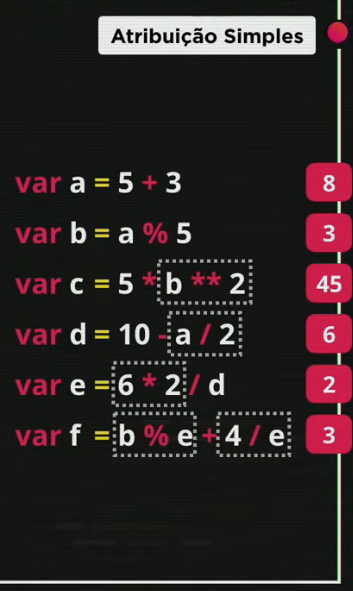 Atribuição Simples
var a = 5 + 3 8
var b = a % 5 3
var c = 5 * b ** 2 45
var d = 10 - a / 2 6
var e = 6 * 2 / d 2
var f = b % e + 4 / e 3